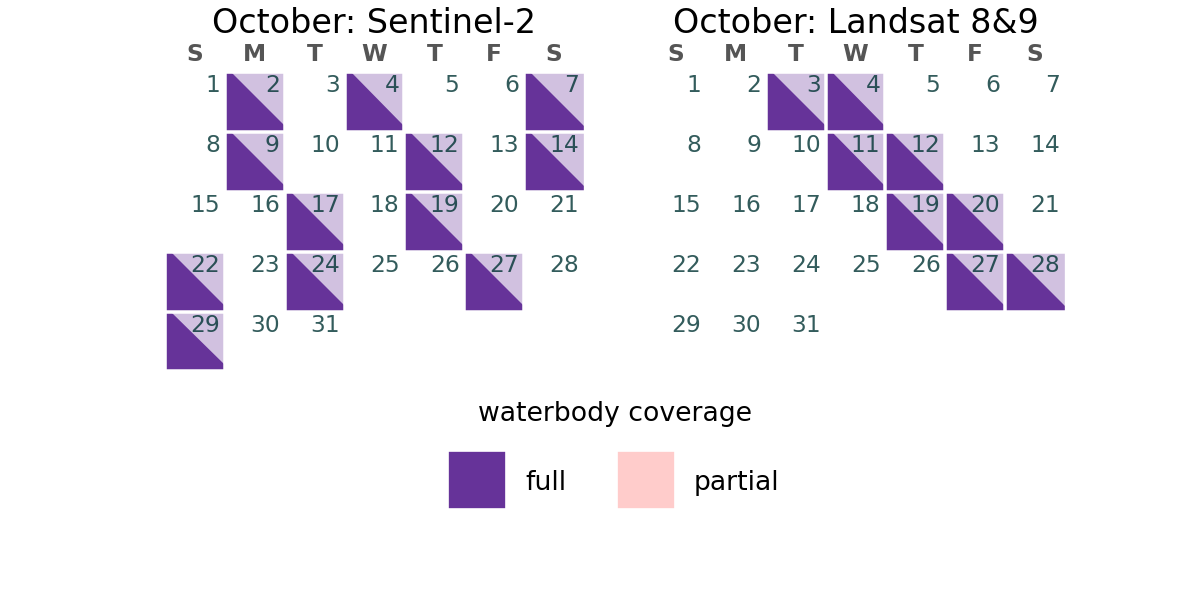 October: Sentinel-2
S M T W T F S
1 2 3 4 5 6 7
8 9 10 11 12 13 14
15 16 17 18 19 20 21
22 23 24 25 26 27 28
29 30 31
October: Landsat 8&9
S M T W T F S
1 2 3 4 5 6 7
8 9 10 11 12 13 14
15 16 17 18 19 20 21
22 23 24 25 26 27 28
29 30 31
waterbody coverage
full partial